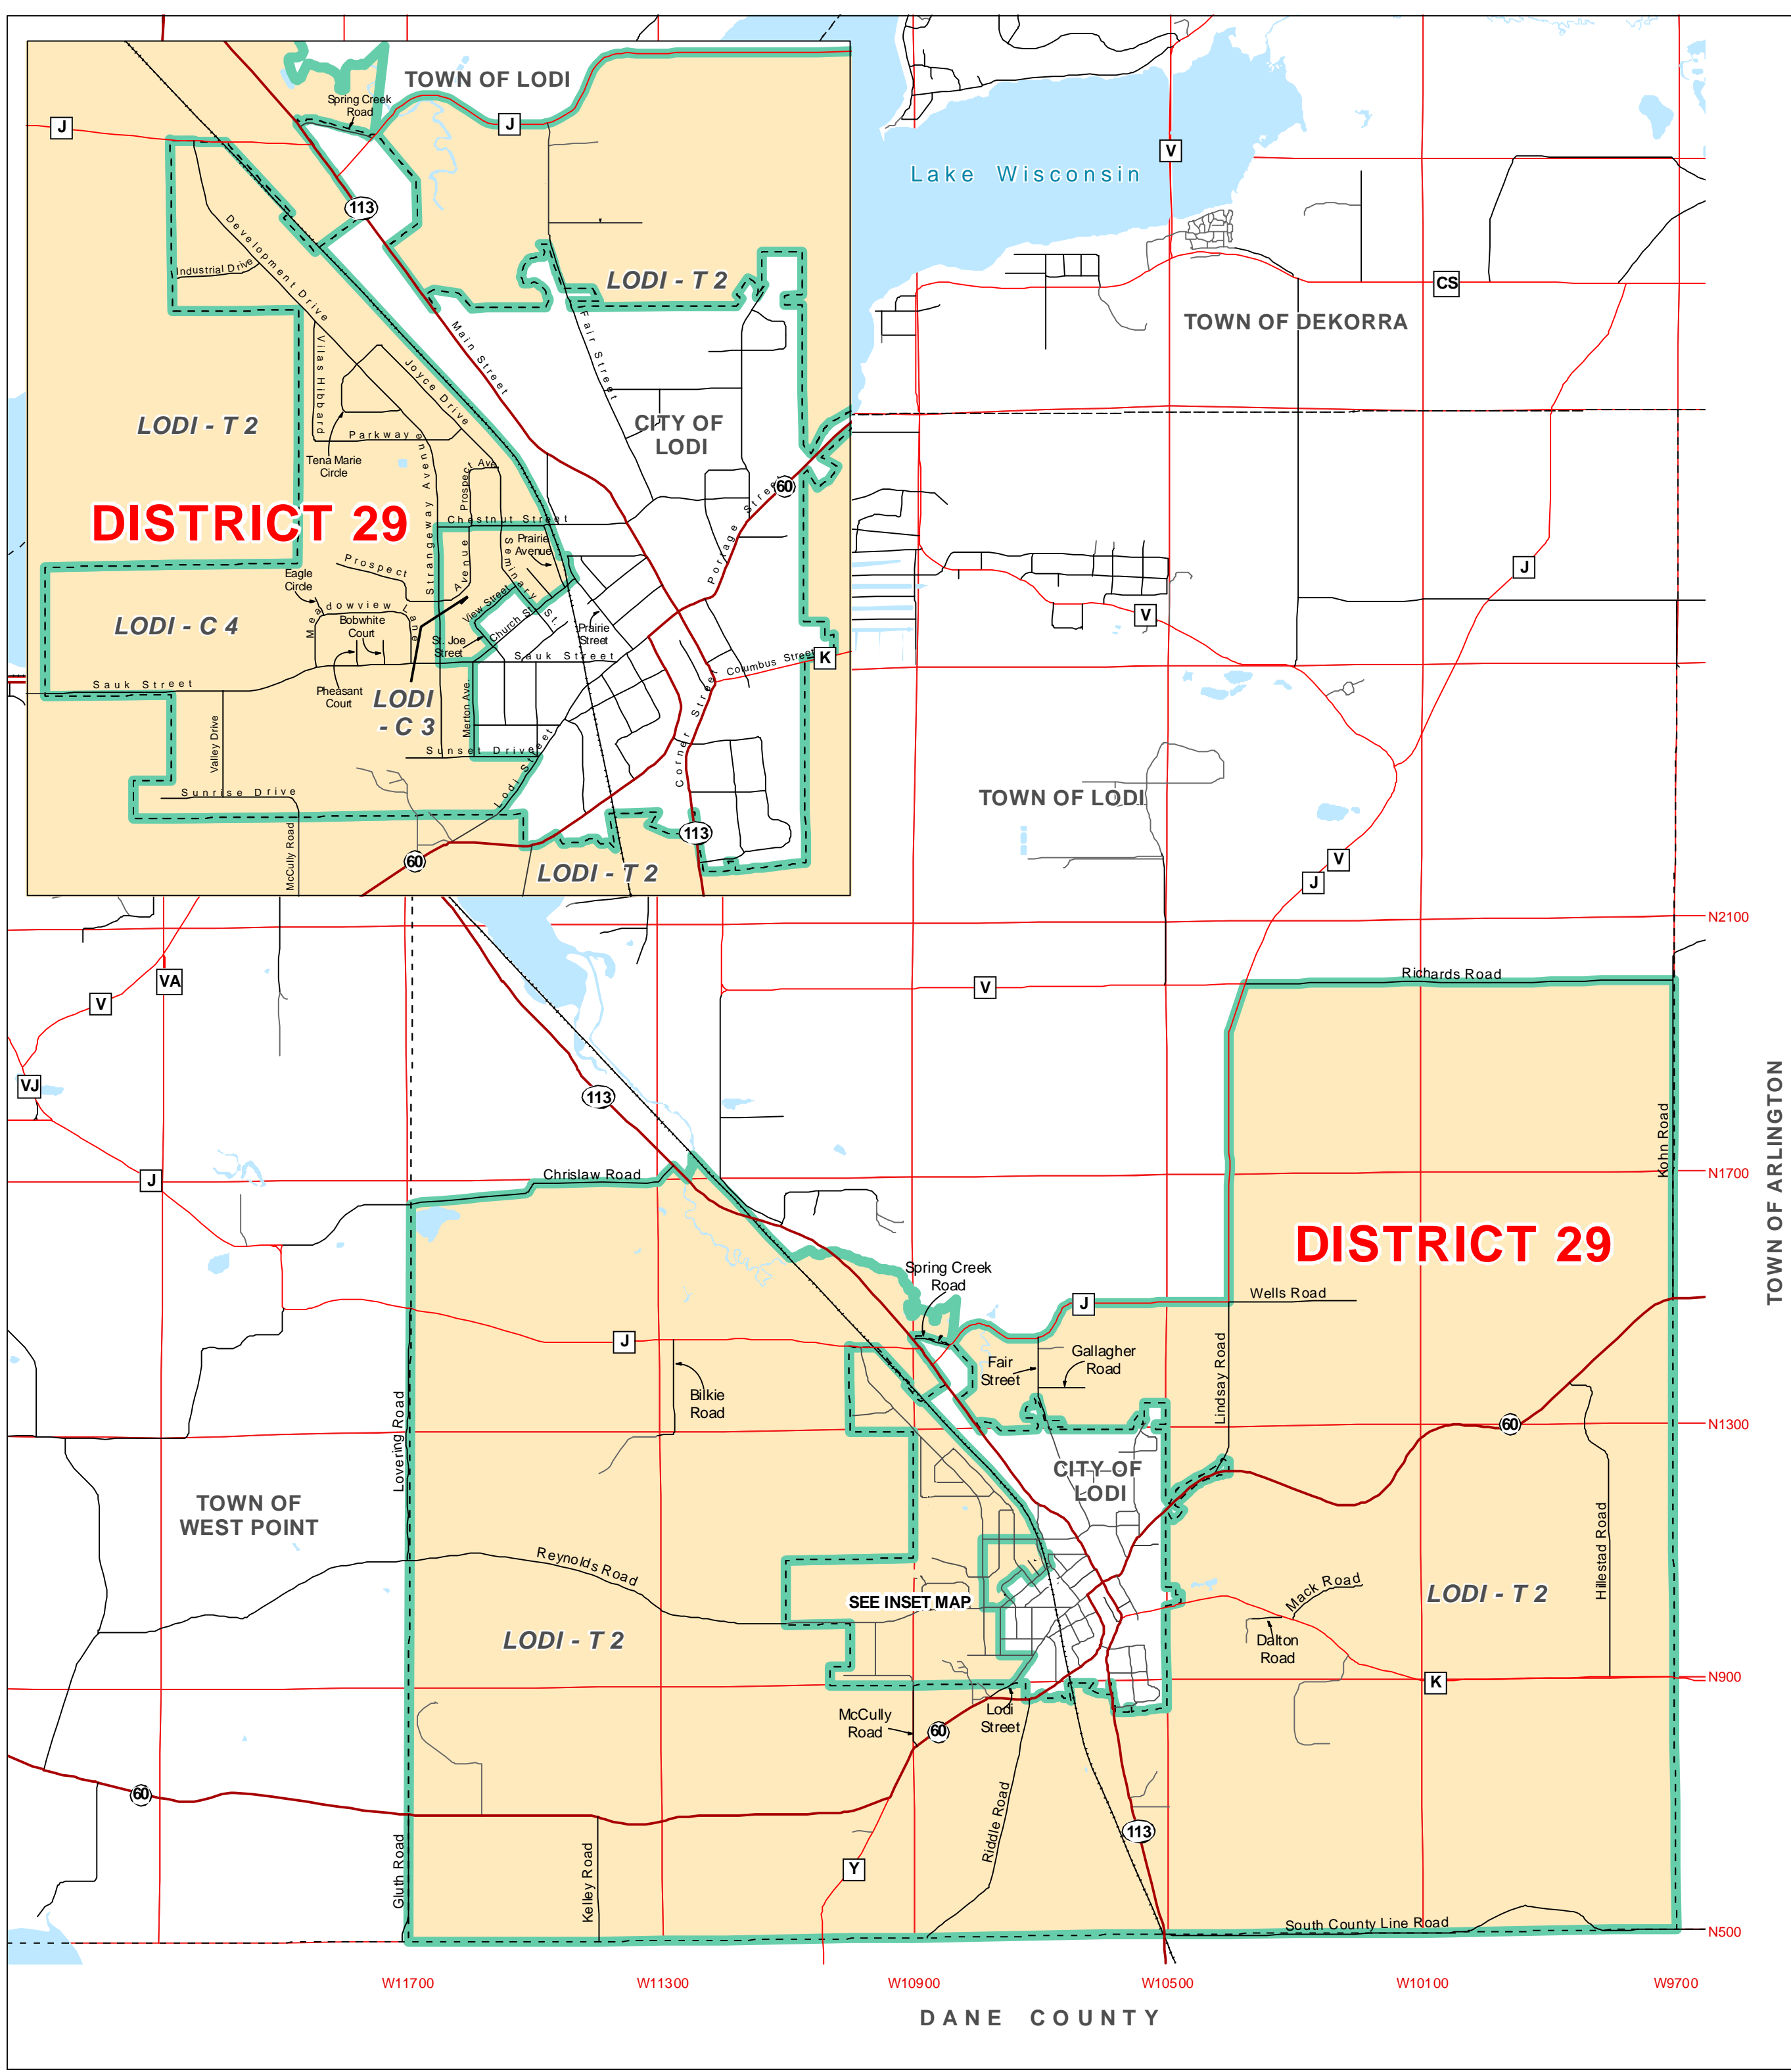 TOWN OF LODI
Spring Creek
Road
J
J
113
Development Drive
Industrial Drive
LODI - T 2
Main Street
Fair Street
Vilas Hibbard
Joyce Drive
LODI - T 2
CITY OF
LODI
Parkway
Avenue
Tena Marie
Circle
Prospect
Ave.
60
DISTRICT 29
Strangeway Avenue
Chestnut Street
Prairie
Avenue
Seminary St.
Portage Street
Prospect
Avenue
Eagle
Circle
Meadowview Lane
View Street
LODI - C 4
Bobwhite
Court
St. Joe
Street
Church St.
Prairie
Street
Sauk Street
Columbus Street
K
Sauk Street
Pheasant
Court
LODI
- C 3
Merton Ave.
Corner Street
Valley Drive
Sunset Drive
Lodi Street
Sunrise Drive
McCully Road
113
60
LODI - T 2
Lake Wisconsin
V
CS
TOWN OF DEKORRA
J
V
TOWN OF LODI
V
J
N2100
Richards Road
VA
V
V
VJ
113
Kohn Road
TOWN OF ARLINGTON
Chrislaw Road
J
N1700
DISTRICT 29
Spring Creek
Road
Wells Road
J
J
Fair
Street
Gallagher
Road
Lindsay Road
Bilkie
Road
Lovering Road
60
N1300
CITY OF
LODI
TOWN OF
WEST POINT
Hillestad Road
Reynolds Road
Mack Road
LODI - T 2
SEE INSET MAP
LODI - T 2
Dalton
Road
K
N900
McCully
Road
Lodi
Street
60
60
Riddle Road
113
Gluth Road
Kelley Road
Y
South County Line Road
N500
W11700
W11300
W10900
W10500
W10100
W9700
DANE COUNTY